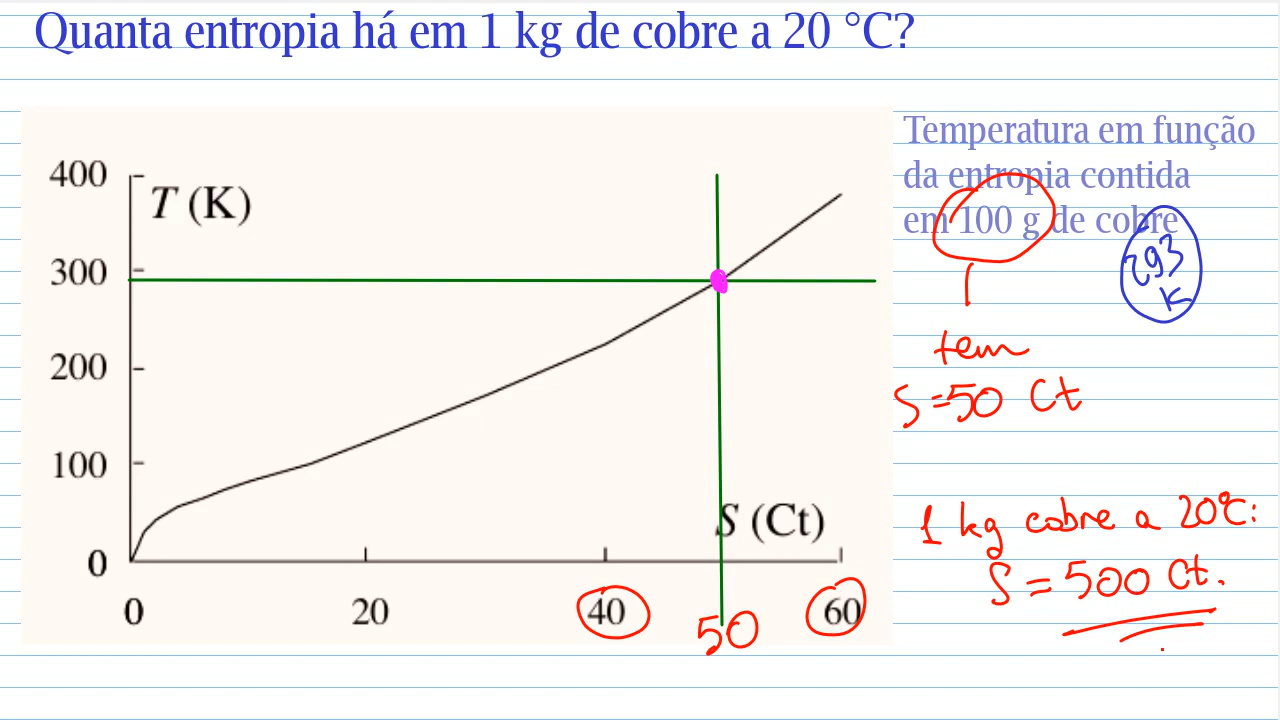 Quanta entropia há em 1 kg de cobre a 20 °C?
Temperatura em função
da entropia contida
em 100 g de cobre
293
K
tem
S=50 Ct
1 kg cobre a 20°C:
S = 500 Ct.
400
T (K)
300
200
100
0
S (Ct)
0
20
40
50
60